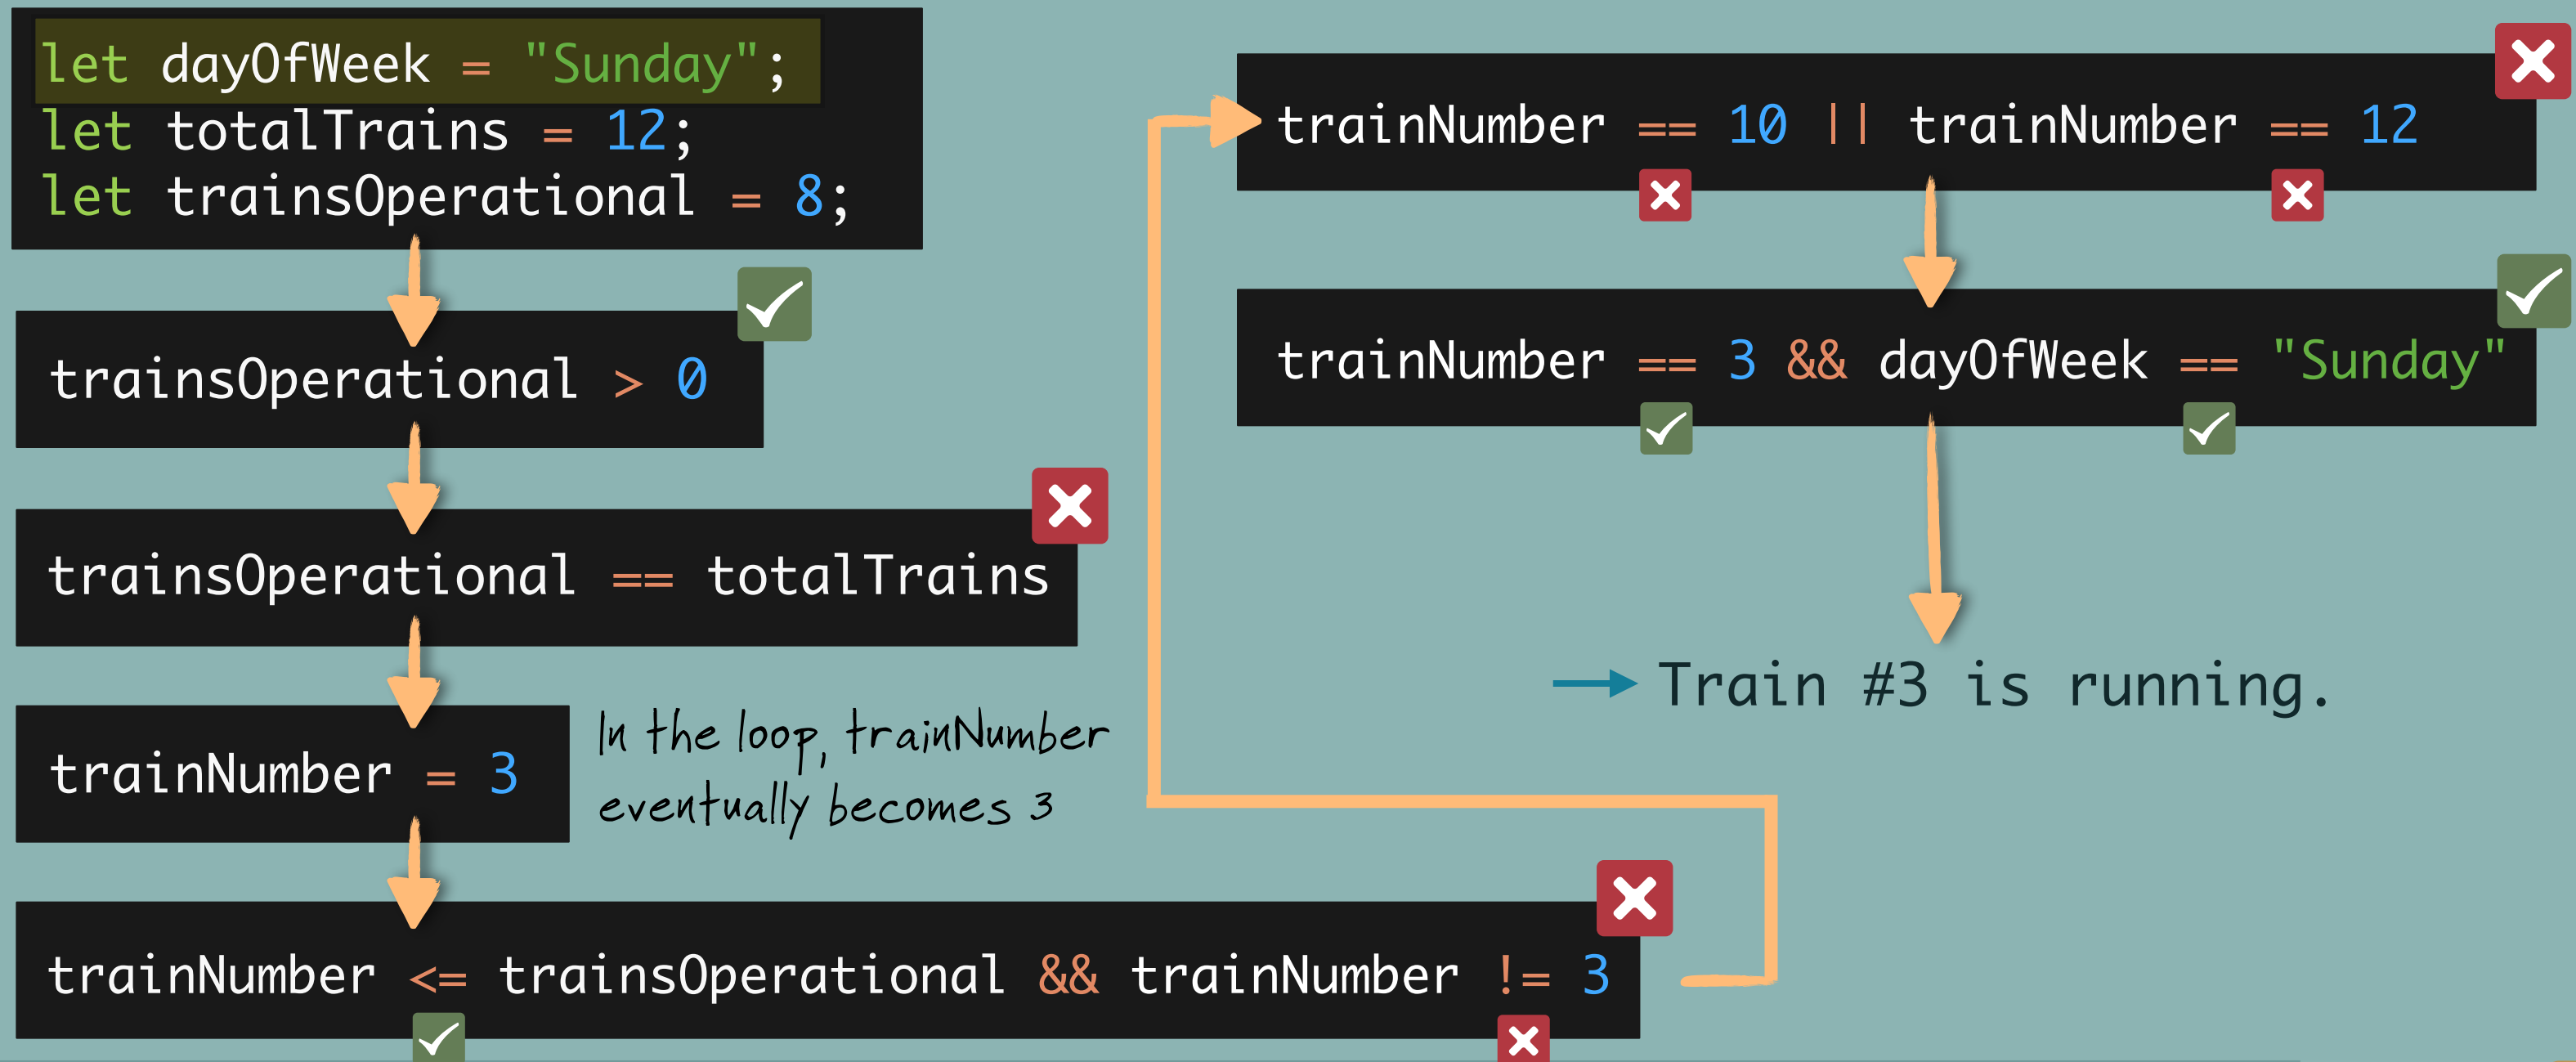 let dayOfWeek = "Sunday";
let totalTrains = 12;
let trainsOperational = 8;
trainsOperational > 0
trainsOperational == totalTrains
trainNumber = 3
In the loop, trainNumber
eventually becomes 3
trainNumber <= trainsOperational && trainNumber != 3
trainNumber == 10 || trainNumber == 12
trainNumber == 3 && dayOfWeek == "Sunday"
Train #3 is running.